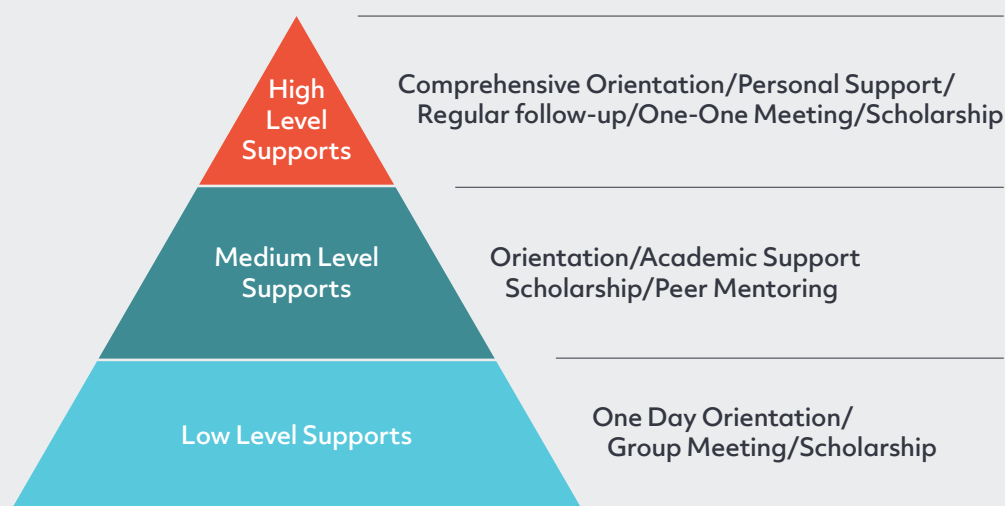 High
Level
Supports
Comprehensive Orientation/Personal Support/
Regular follow-up/One-One Meeting/Scholarship
Medium Level
Supports
Orientation/Academic Support
Scholarship/Peer Mentoring
Low Level Supports
One Day Orientation/
Group Meeting/Scholarship